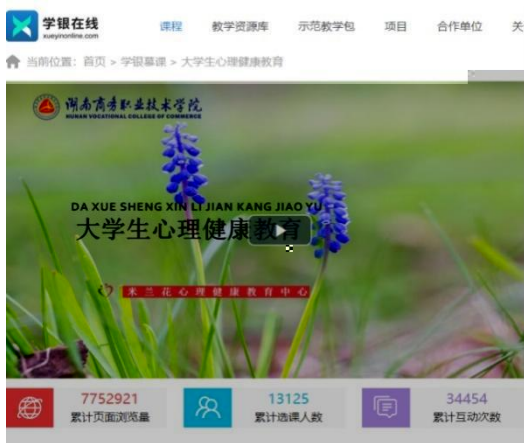 学银在线
xueyinonline.com
课程 教学资源库 示范教学包 项目 合作单位 关
当前位置：首页 > 学银慕课 > 大学生心理健康教育
湖南商务职业技术学院
HUNAN VOCATIONAL COLLEGE OF COMMERCE
DA XUE SHENG XIN LI JIAN KANG JIAO YU
大学生心理健康教育
米兰花心理健康教育中心
7752921 13125 34454
累计页面浏览量 累计选课人数 累计互动次数